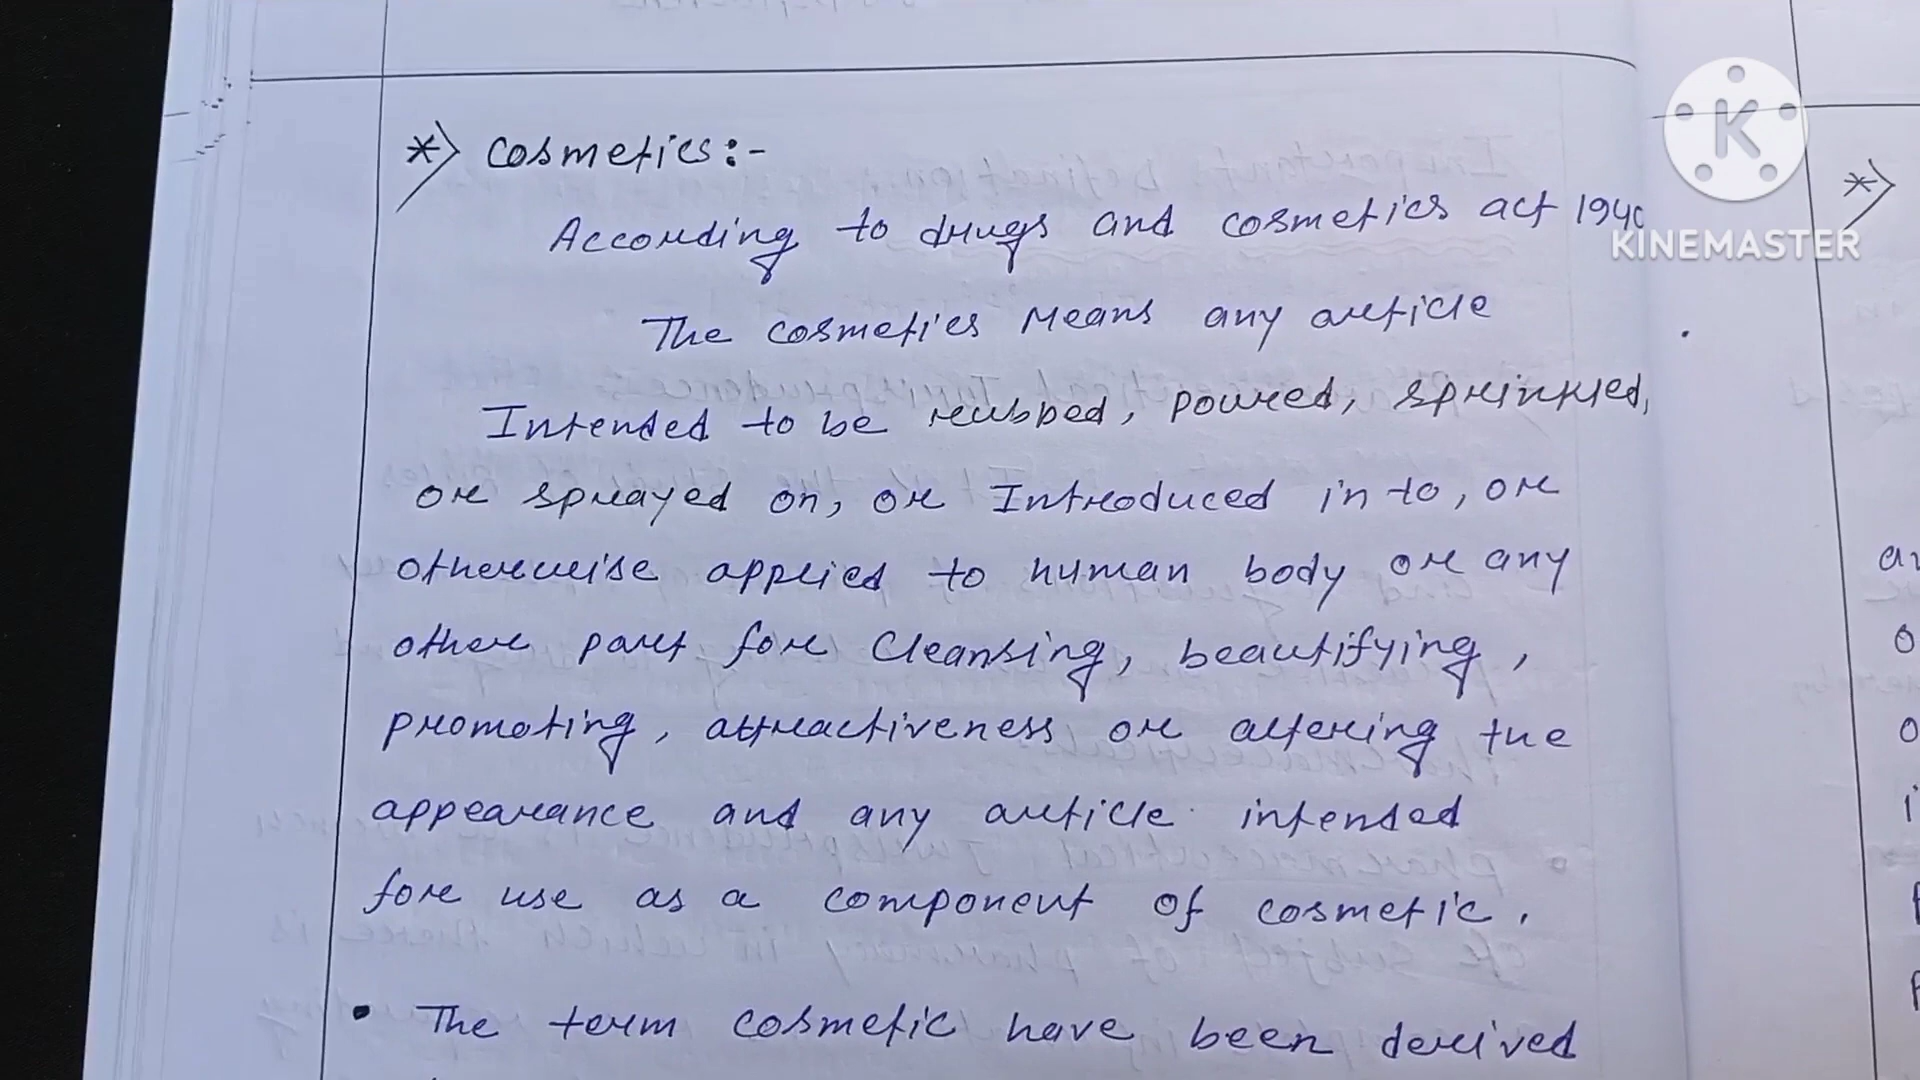 *> Cosmetics:-
According to drugs and cosmetics act 1940
The cosmetics Means any article
Intended to be rubbed, poured, sprinkled,
or sprayed on, or Introduced in to, or
otherwise applied to human body or any
other part for Cleansing, beautifying,
promoting, attractiveness or altering the
appearance and any article intended
for use as a component of cosmetic.
• The term cosmetic have been derived
K
KINEMASTER
*>